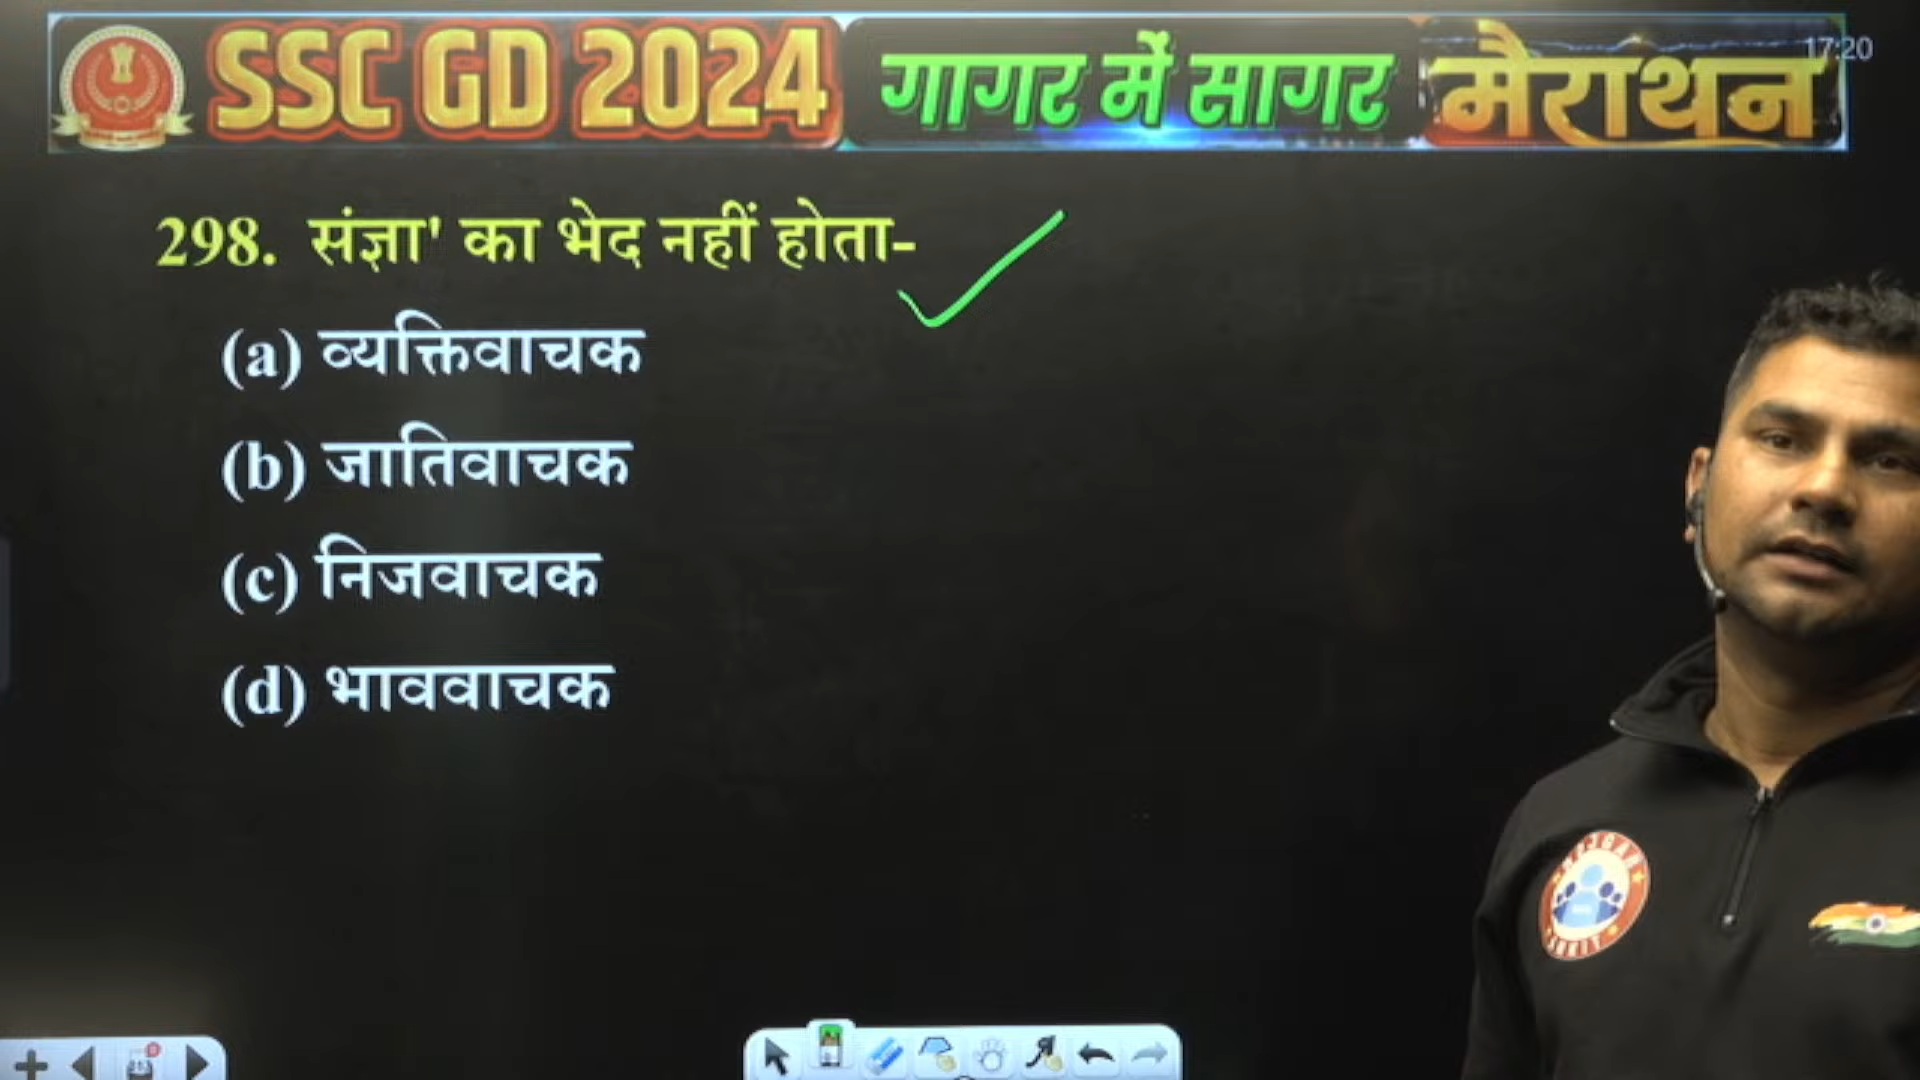 SSC GD 2024 गागर में सागर मैराथन
17:20
298. संज्ञा' का भेद नहीं होता-
(a) व्यक्तिवाचक
(b) जातिवाचक
(c) निजवाचक
(d) भाववाचक